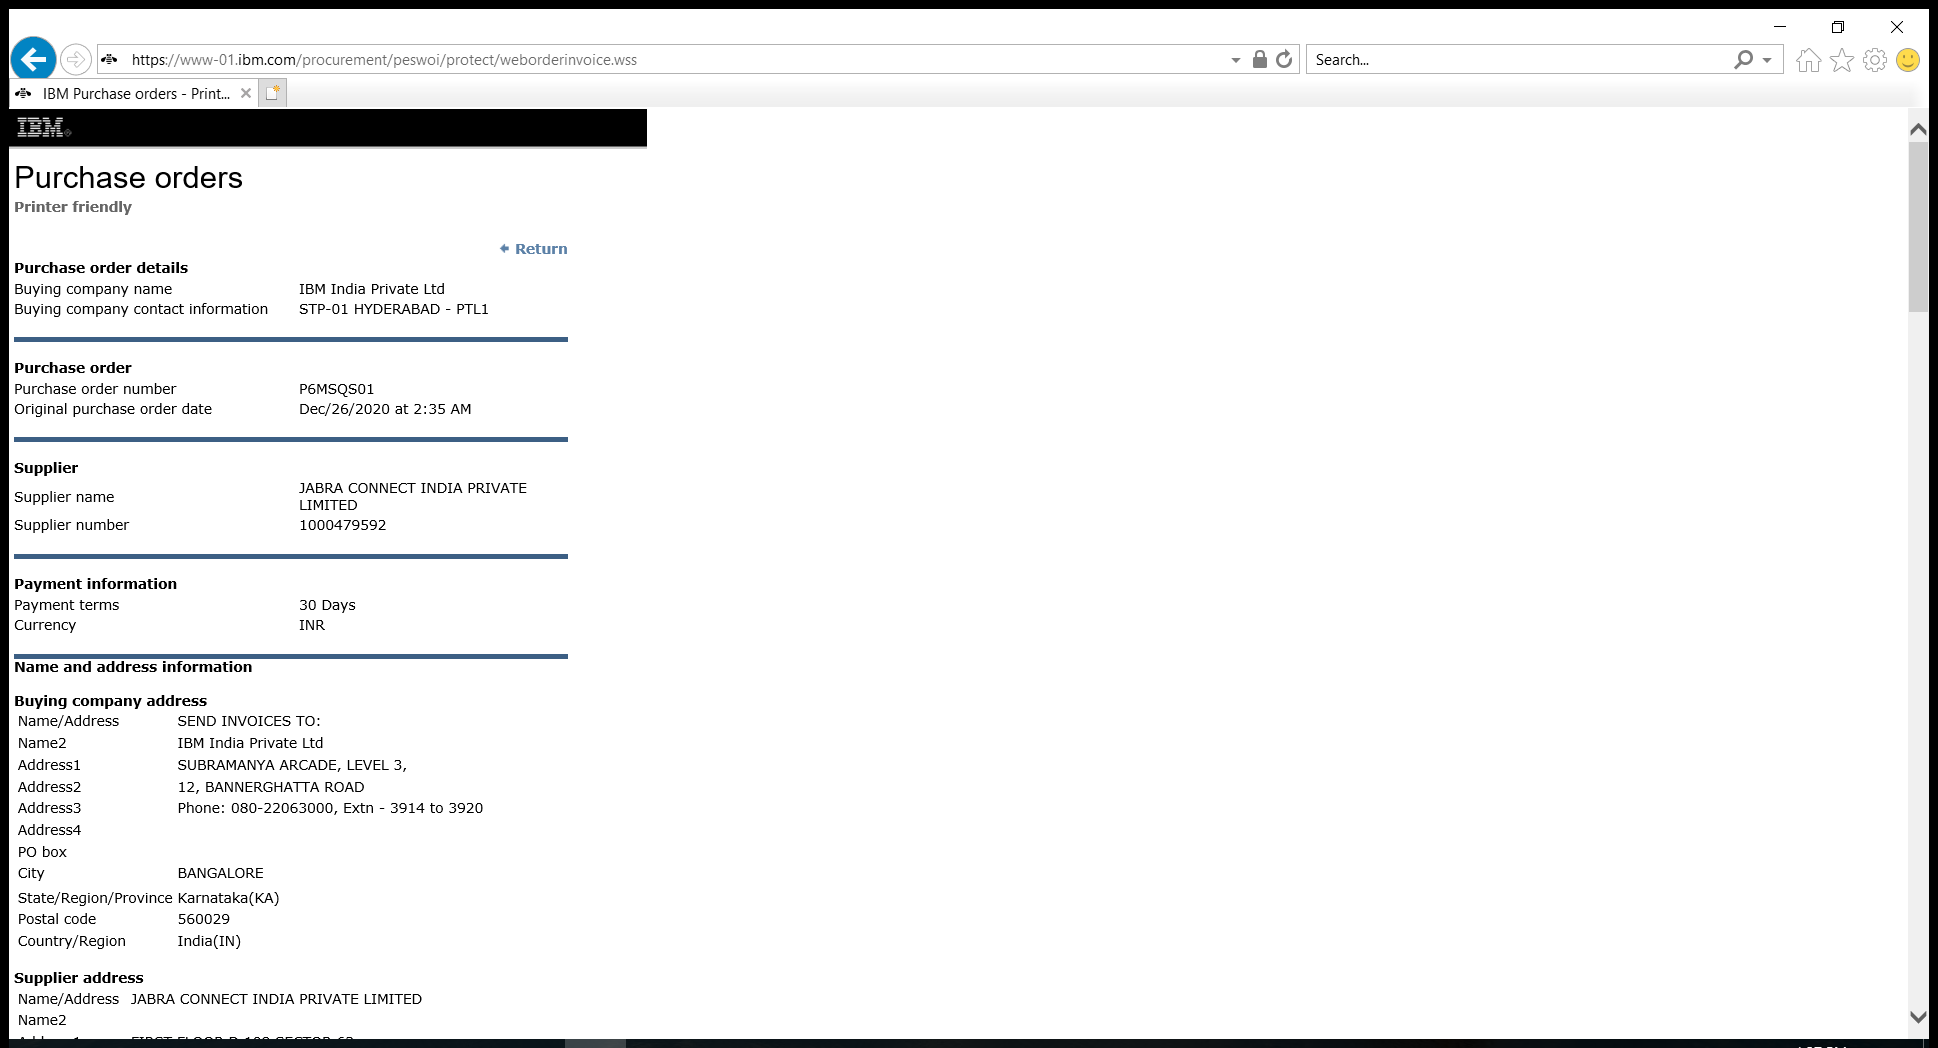 https://www-01.ibm.com/procurement/peswoi/protect/weborderinvoice.wss
Search...
IBM Purchase orders - Print...
IBM®
Purchase orders
Printer friendly
Return
Purchase order details
Buying company name IBM India Private Ltd
Buying company contact information STP-01 HYDERABAD - PTL1
Purchase order
Purchase order number P6MSQS01
Original purchase order date Dec/26/2020 at 2:35 AM
Supplier
Supplier name JABRA CONNECT INDIA PRIVATE
LIMITED
Supplier number 1000479592
Payment information
Payment terms 30 Days
Currency INR
Name and address information
Buying company address
Name/Address SEND INVOICES TO:
Name2 IBM India Private Ltd
Address1 SUBRAMANYA ARCADE, LEVEL 3,
Address2 12, BANNERGHATTA ROAD
Address3 Phone: 080-22063000, Extn - 3914 to 3920
Address4
PO box
City BANGALORE
State/Region/Province Karnataka(KA)
Postal code 560029
Country/Region India(IN)
Supplier address
Name/Address JABRA CONNECT INDIA PRIVATE LIMITED
Name2